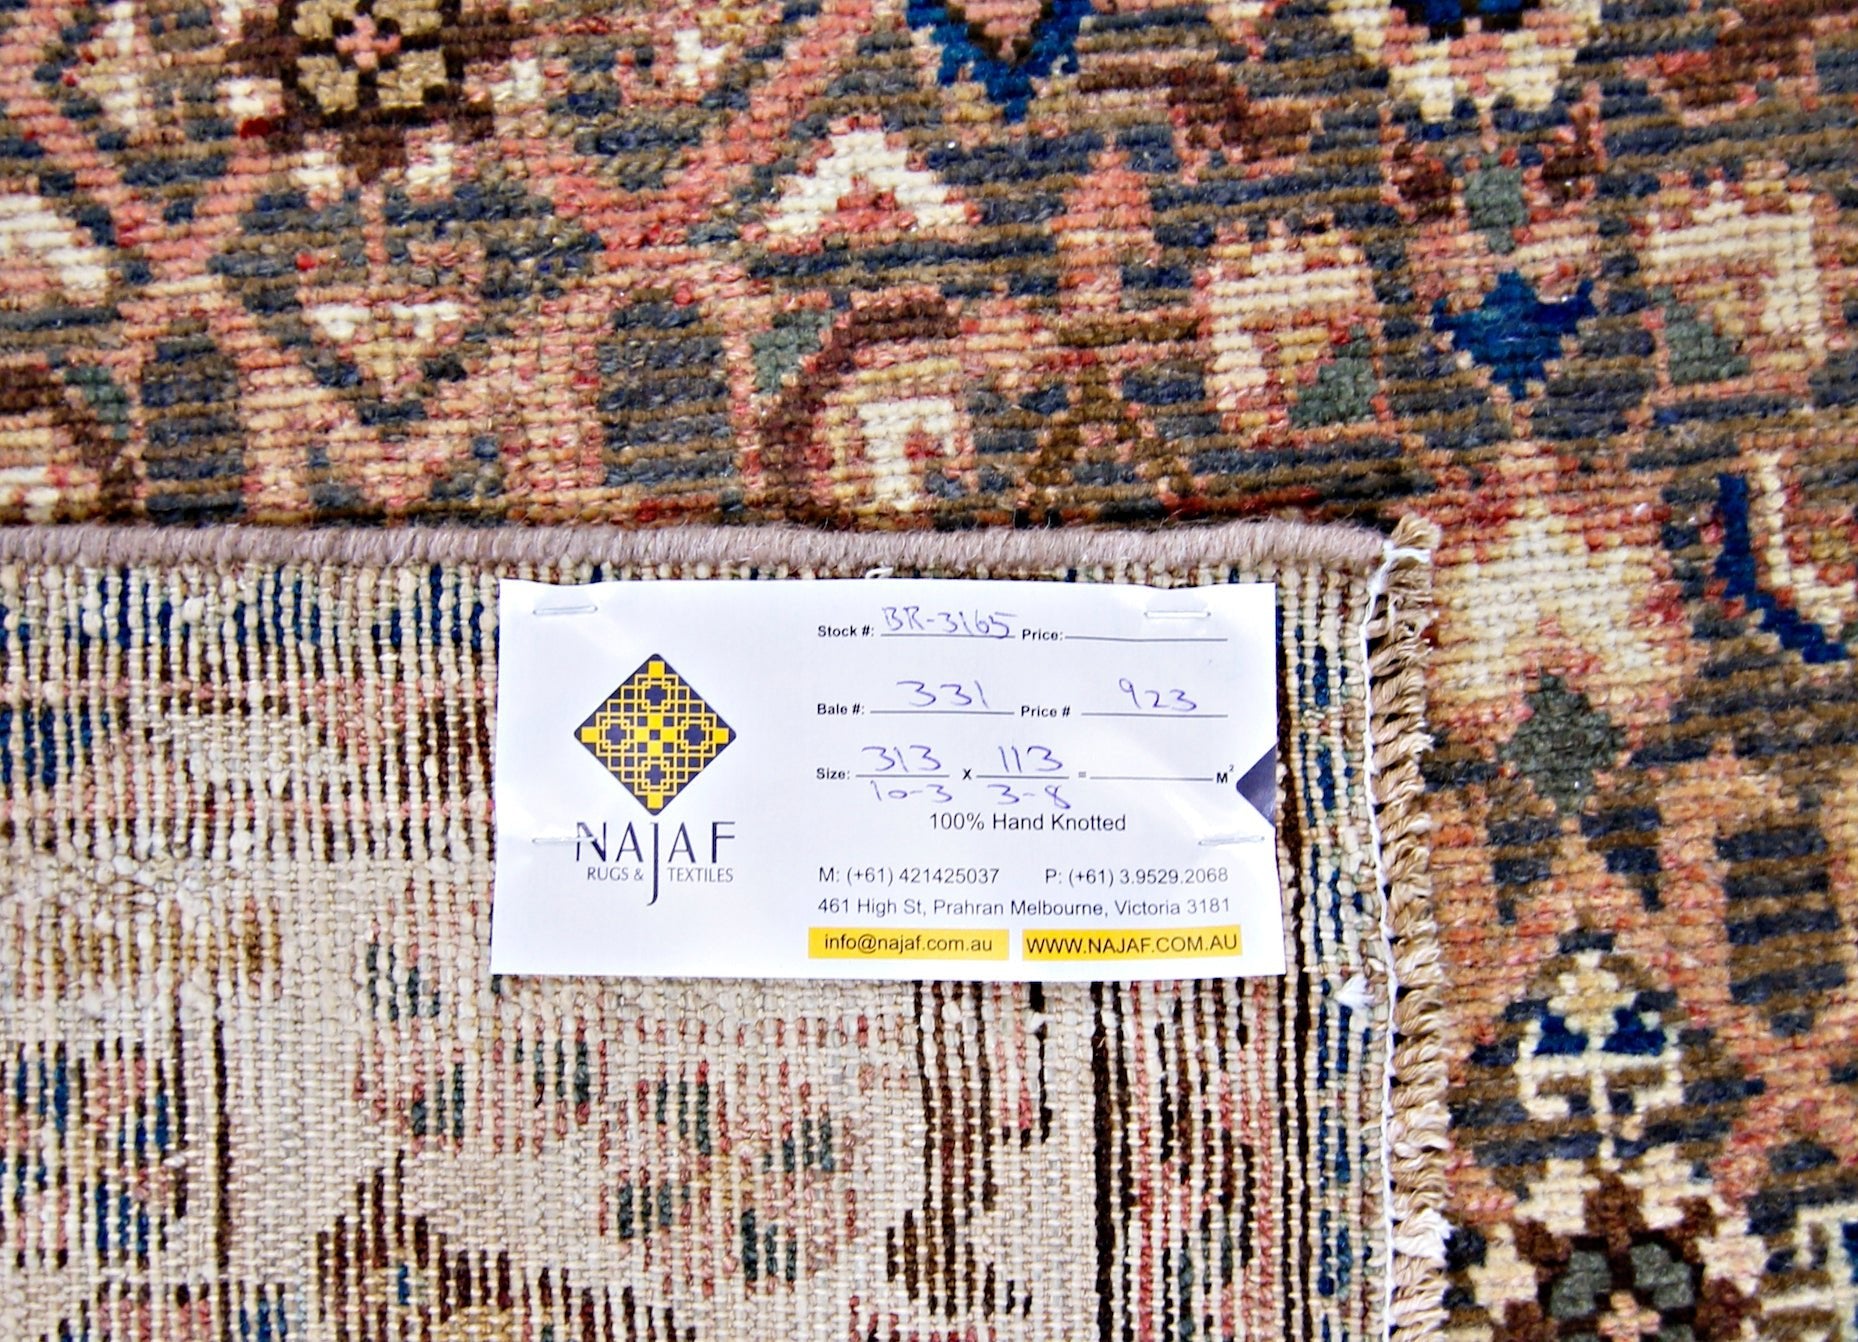 Stock #: BR-3165 Price:
Bale #: 331 Price # 923
Size: 313 X 113 = M²
10-3 3-8
100% Hand Knotted
NAJAF
RUGS & TEXTILES
M: (+61) 421425037 P: (+61) 3.9529.2068
461 High St, Prahran Melbourne, Victoria 3181
info@najaf.com.au WWW.NAJAF.COM.AU